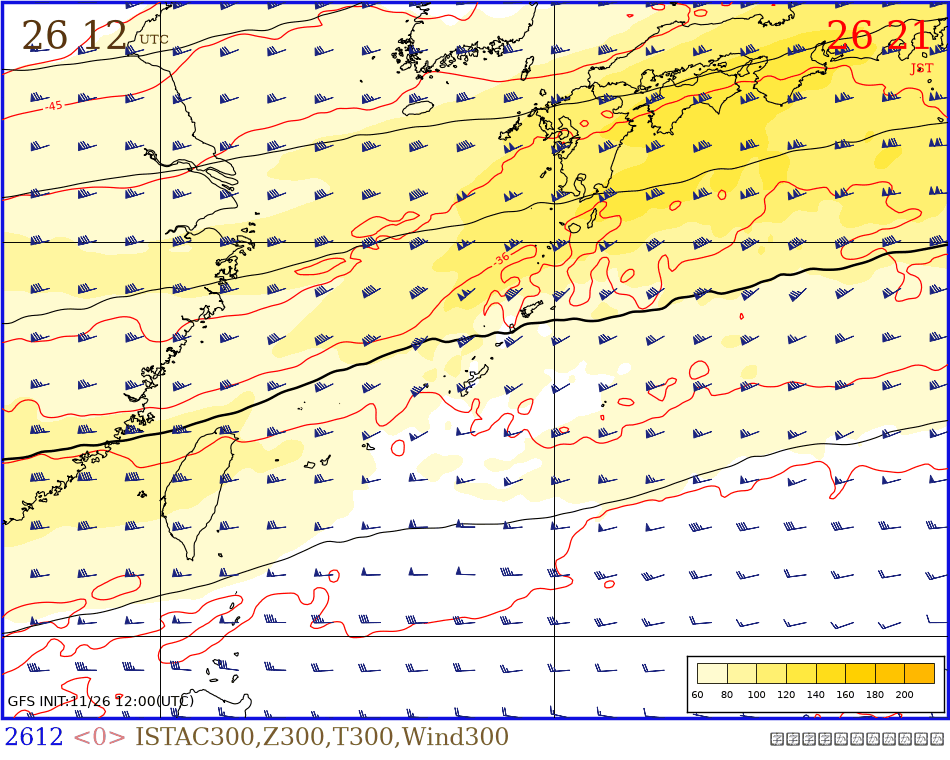 26 12 UTC
26 21
JST
-45
-36
60 80 100 120 140 160 180 200
GFS INIT:11/26 12:00(UTC)
2612 <0> ISTAC300,Z300,T300,Wind300